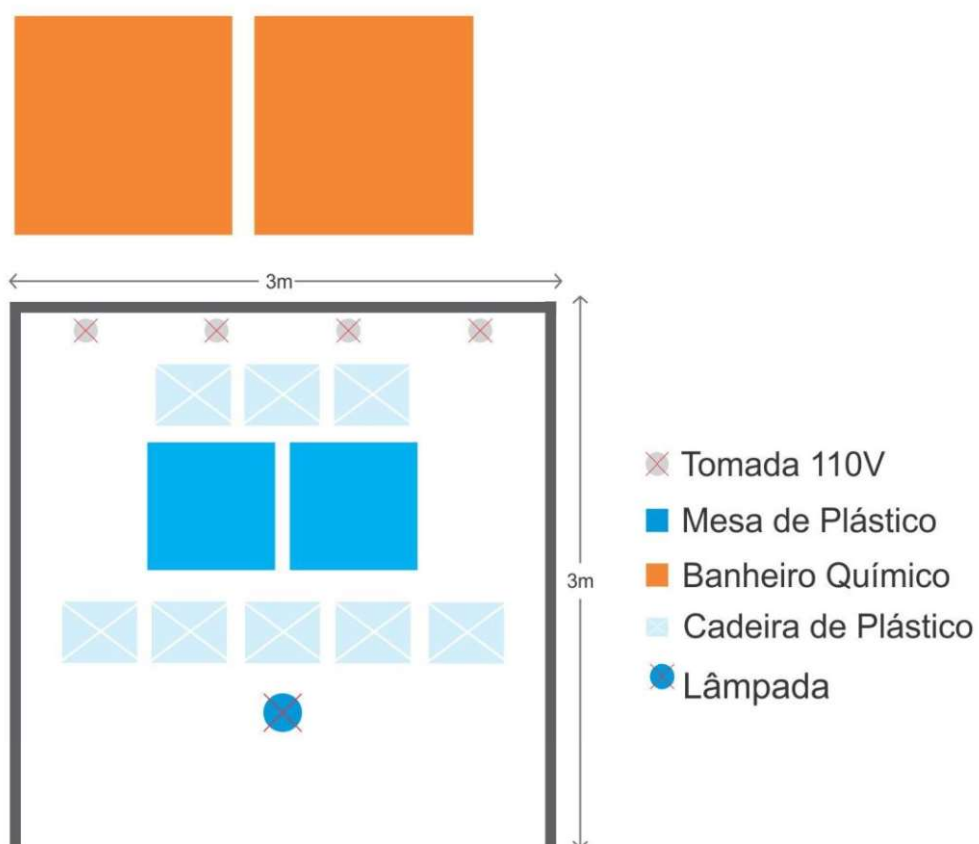 3m
3m
Tomada 110V
Mesa de Plástico
Banheiro Químico
Cadeira de Plástico
Lâmpada